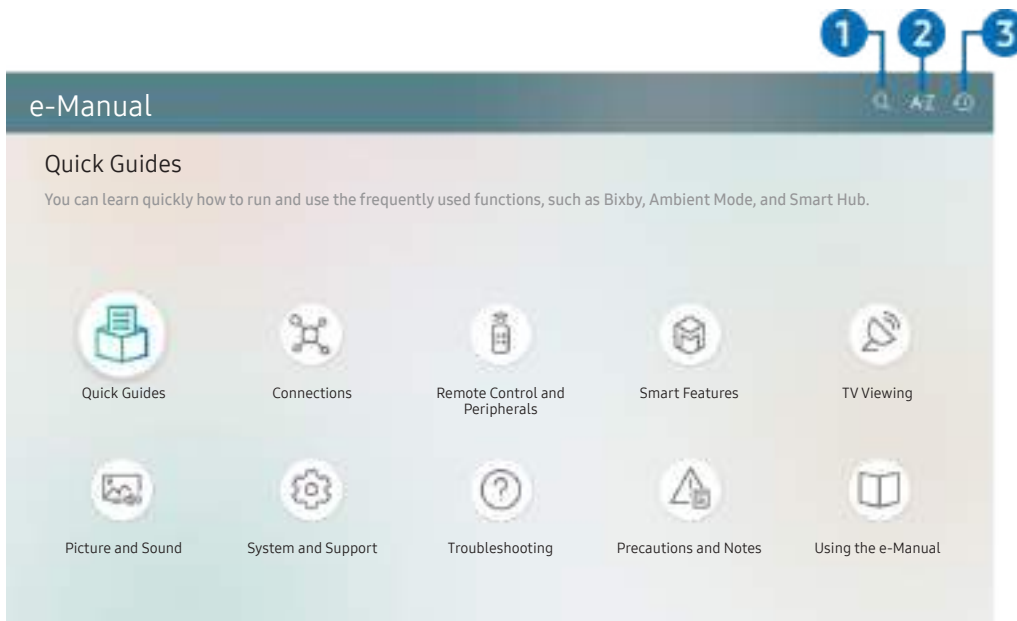 1 2 3
e-Manual
A-Z
Quick Guides
You can learn quickly how to run and use the frequently used functions, such as Bixby, Ambient Mode, and Smart Hub.
Quick Guides
Connections
Remote Control and
Peripherals
Smart Features
TV Viewing
Picture and Sound
System and Support
?
Troubleshooting
Precautions and Notes
Using the e-Manual